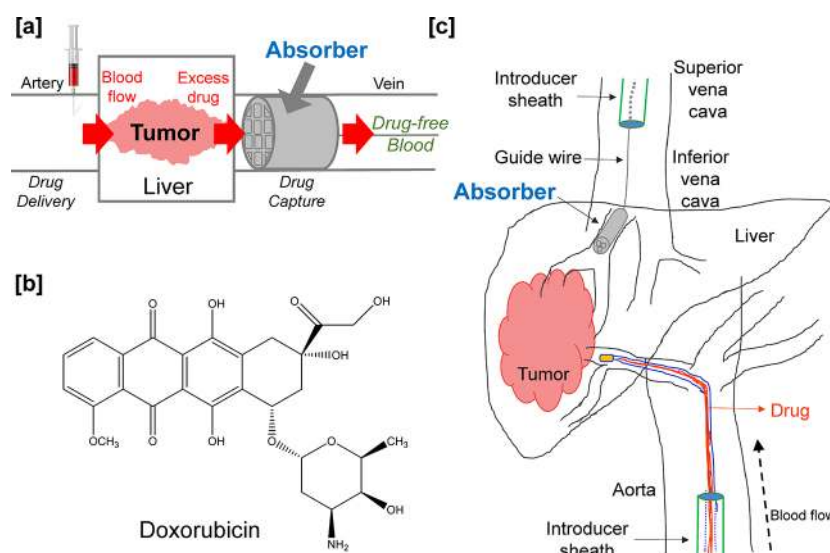 [a]
Absorber
Artery
Blood
flow
Excess
drug
Vein
Tumor
Drug-free
Blood
Liver
Drug
Delivery
Drug
Capture
[b]
O
OH
O
OH
OH
O
OH
OCH3
O
OH
O
O
CH3
OH
NH2
Doxorubicin
[c]
Introducer
sheath
Superior
vena
cava
Guide wire
Inferior
vena
cava
Absorber
Liver
Tumor
Drug
Aorta
Blood flow
Introducer
sheath